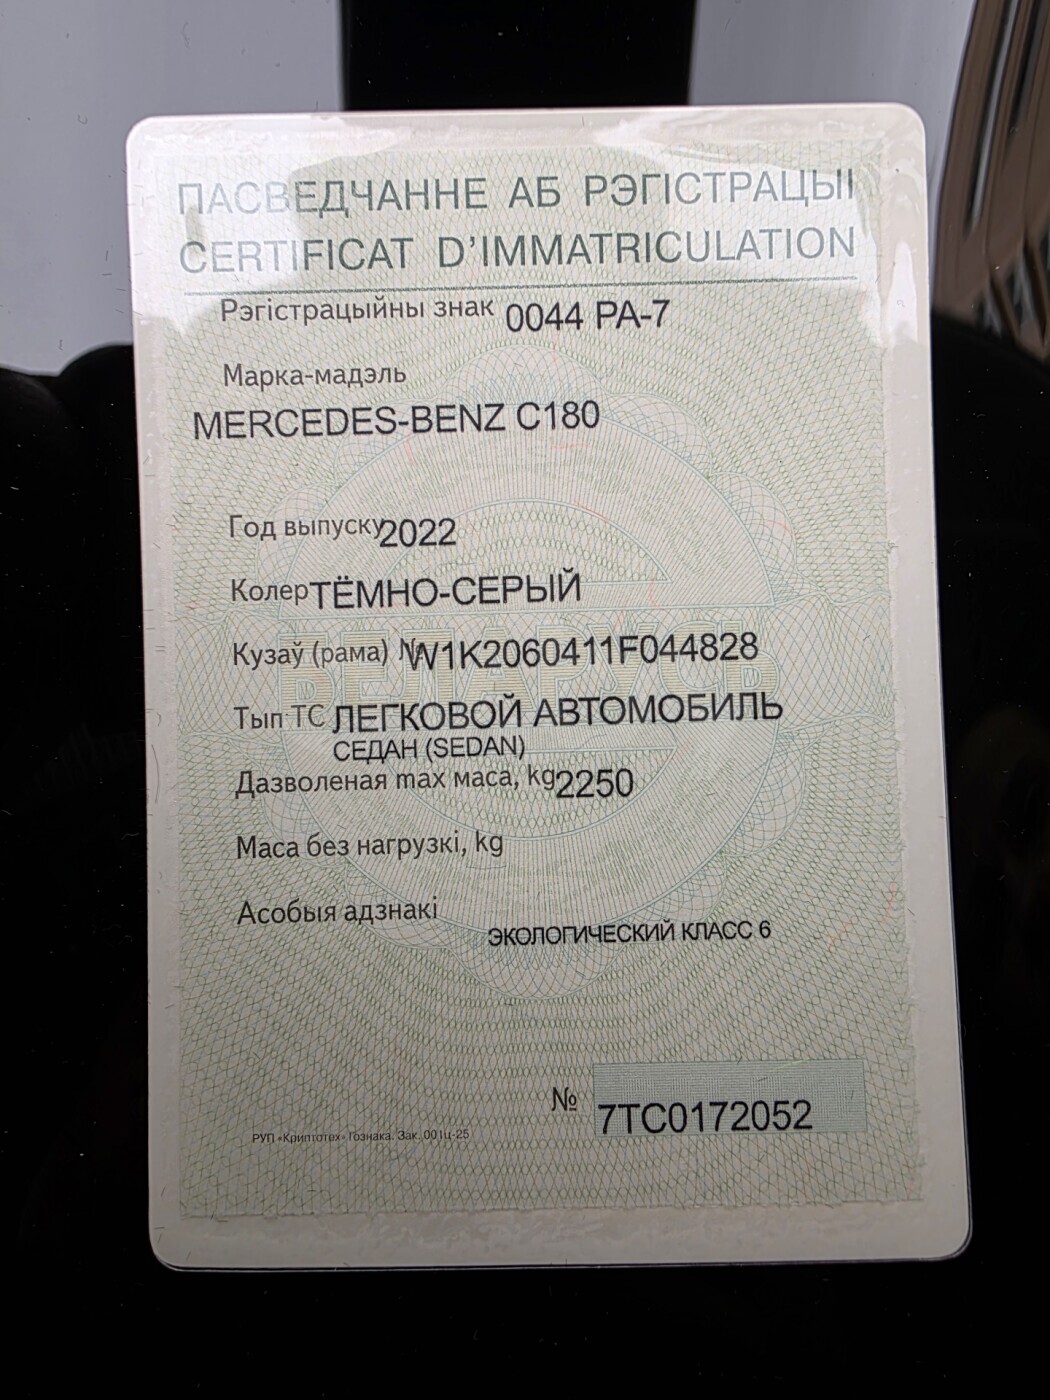 ПАСВЕДЧАННЕ АБ РЭГІСТРАЦЫІ
CERTIFICAT D'IMMATRICULATION
Рэгістрацыйны знак 0044 PA-7
Марка-мадэль
MERCEDES-BENZ C180
Год выпуску 2022
Колер ТЁМНО-СЕРЫЙ
Кузаў (рама) № W1K2060411F044828
Тып ТС ЛЕГКОВОЙ АВТОМОБИЛЬ
СЕДАН (SEDAN)
Дазволеная max маса, kg 2250
Маса без нагрузкі, kg
Асобыя адзнакі
ЭКОЛОГИЧЕСКИЙ КЛАСС 6
БЕЛАРУСЬ
№ 7TC0172052
РУП «Криптотех» Гознака. Зак. 001ц-25